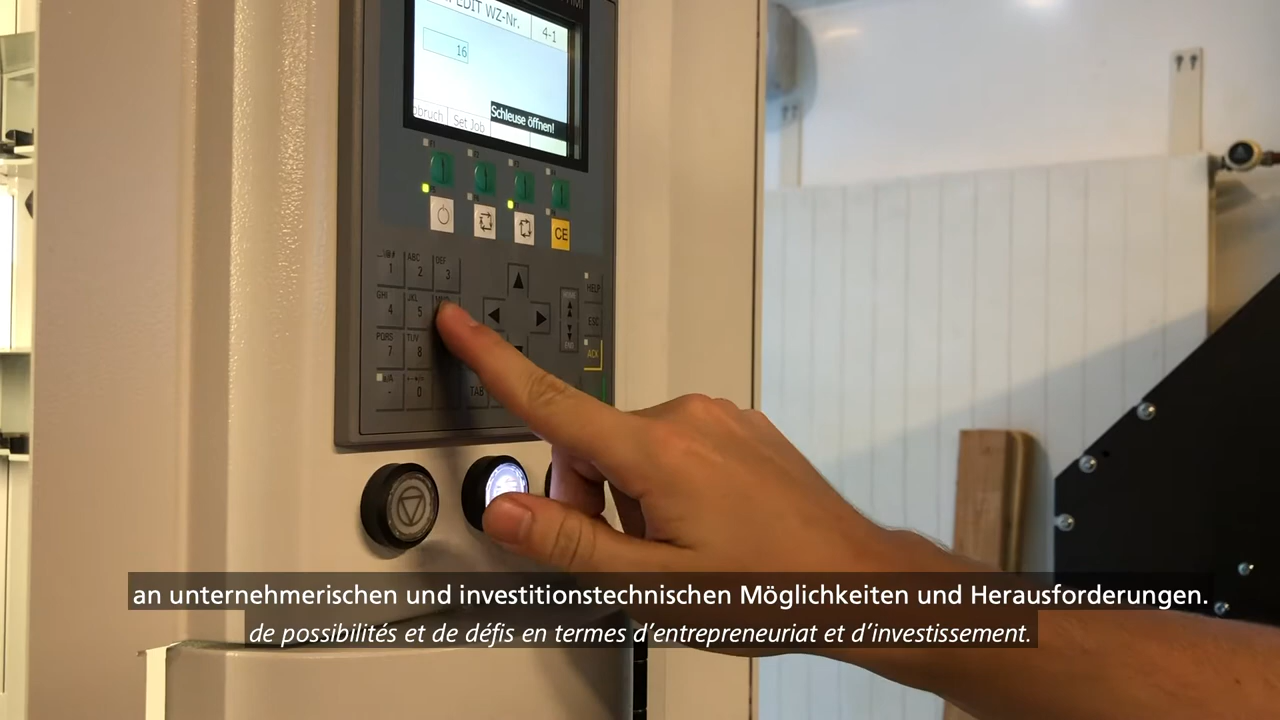 EDIT WZ-Nr.
4-1
16
Set Job
Schleuse öffnen!
CE
ABC
DEF
1
2
3
HELP
GHI
JKL
4
5
ESC
PQRS
TUV
7
8
ACK
END
TAB
0
an unternehmerischen und investitionstechnischen Möglichkeiten und Herausforderungen.
de possibilités et de défis en termes d’entrepreneuriat et d’investissement.